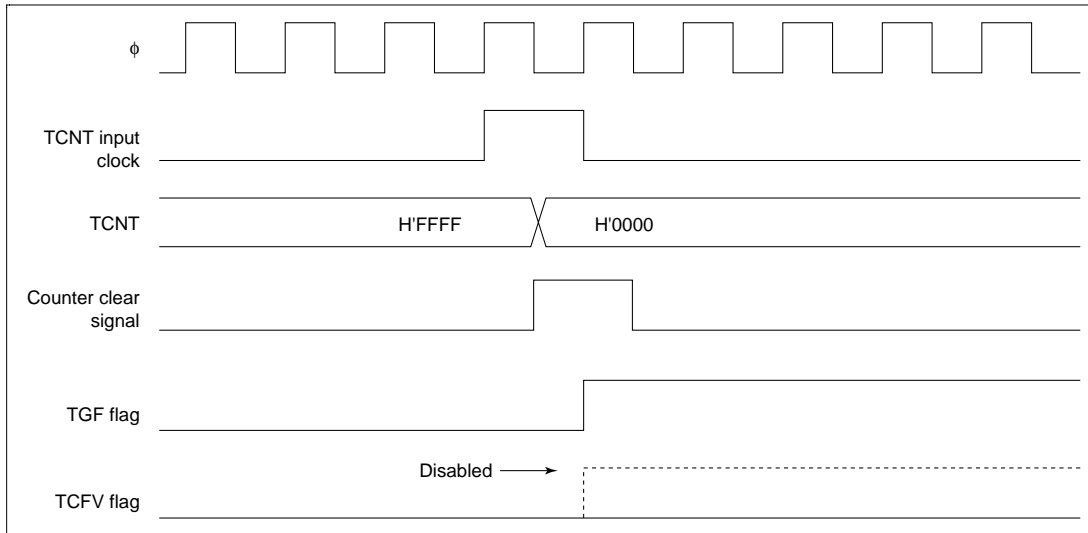 ϕ
TCNT input
clock
TCNT
H'FFFF
H'0000
Counter clear
signal
TGF flag
Disabled
TCFV flag